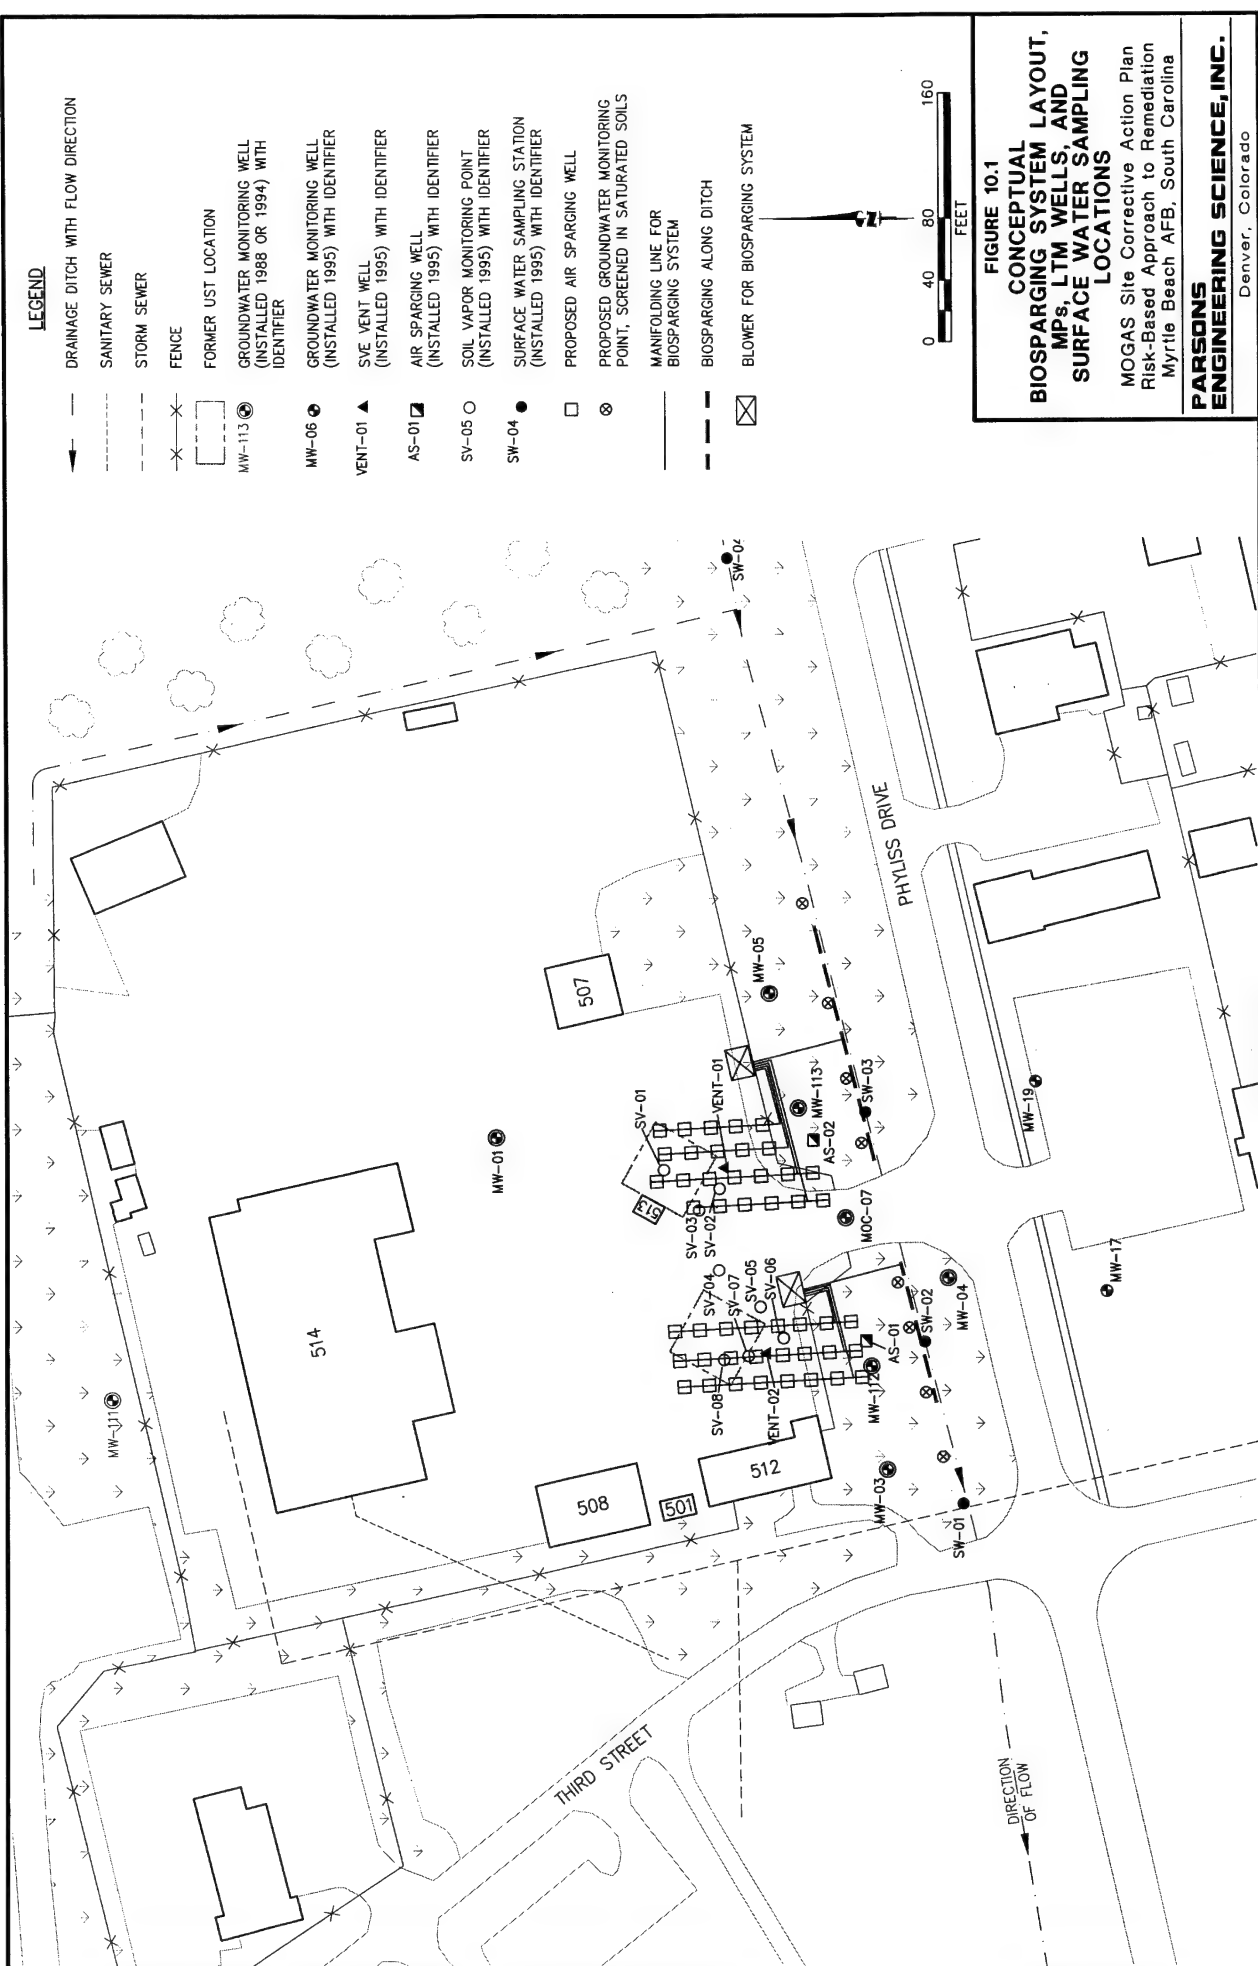 LEGEND
DRAINAGE DITCH WITH FLOW DIRECTION
SANITARY SEWER
STORM SEWER
FENCE
FORMER UST LOCATION
MW-113
GROUNDWATER MONITORING WELL
(INSTALLED 1988 OR 1994) WITH
IDENTIFIER
MW-06
GROUNDWATER MONITORING WELL
(INSTALLED 1995) WITH IDENTIFIER
VENT-01
SVE VENT WELL
(INSTALLED 1995) WITH IDENTIFIER
AS-01
AIR SPARGING WELL
(INSTALLED 1995) WITH IDENTIFIER
SV-05
SOIL VAPOR MONITORING POINT
(INSTALLED 1995) WITH IDENTIFIER
SW-04
SURFACE WATER SAMPLING STATION
(INSTALLED 1995) WITH IDENTIFIER
PROPOSED AIR SPARGING WELL
PROPOSED GROUNDWATER MONITORING
POINT, SCREENED IN SATURATED SOILS
MANIFOLDING LINE FOR
BIOSPARGING SYSTEM
BIOSPARGING ALONG DITCH
BLOWER FOR BIOSPARGING SYSTEM
N
0 40 80 160
FEET
FIGURE 10.1
CONCEPTUAL
BIOSPARGING SYSTEM LAYOUT,
MPs, LTM WELLS, AND
SURFACE WATER SAMPLING
LOCATIONS
MOGAS Site Corrective Action Plan
Risk-Based Approach to Remediation
Myrtle Beach AFB, South Carolina
PARSONS
ENGINEERING SCIENCE, INC.
Denver, Colorado
MW-111
514
MW-01
507
508
501
512
513
SV-01
SV-03
SV-02
VENT-01
SV-04
SV-07
SV-05
SV-06
SV-08
VENT-02
MW-05
MW-113
AS-02
SW-03
MOC-07
SW-04
AS-01
MW-112
SW-02
MW-04
MW-03
SW-01
MW-19
MW-17
PHYLISS DRIVE
THIRD STREET
DIRECTION
OF FLOW